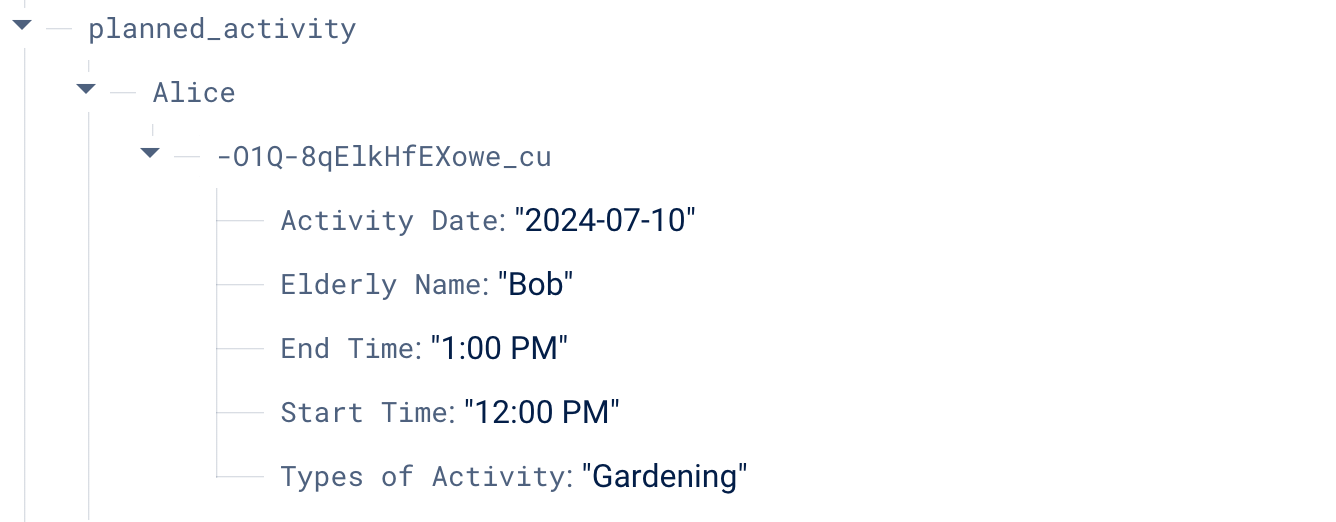 planned_activity
Alice
-O1Q-8qElkHfEXowe_cu
Activity Date: "2024-07-10"
Elderly Name: "Bob"
End Time: "1:00 PM"
Start Time: "12:00 PM"
Types of Activity: "Gardening"